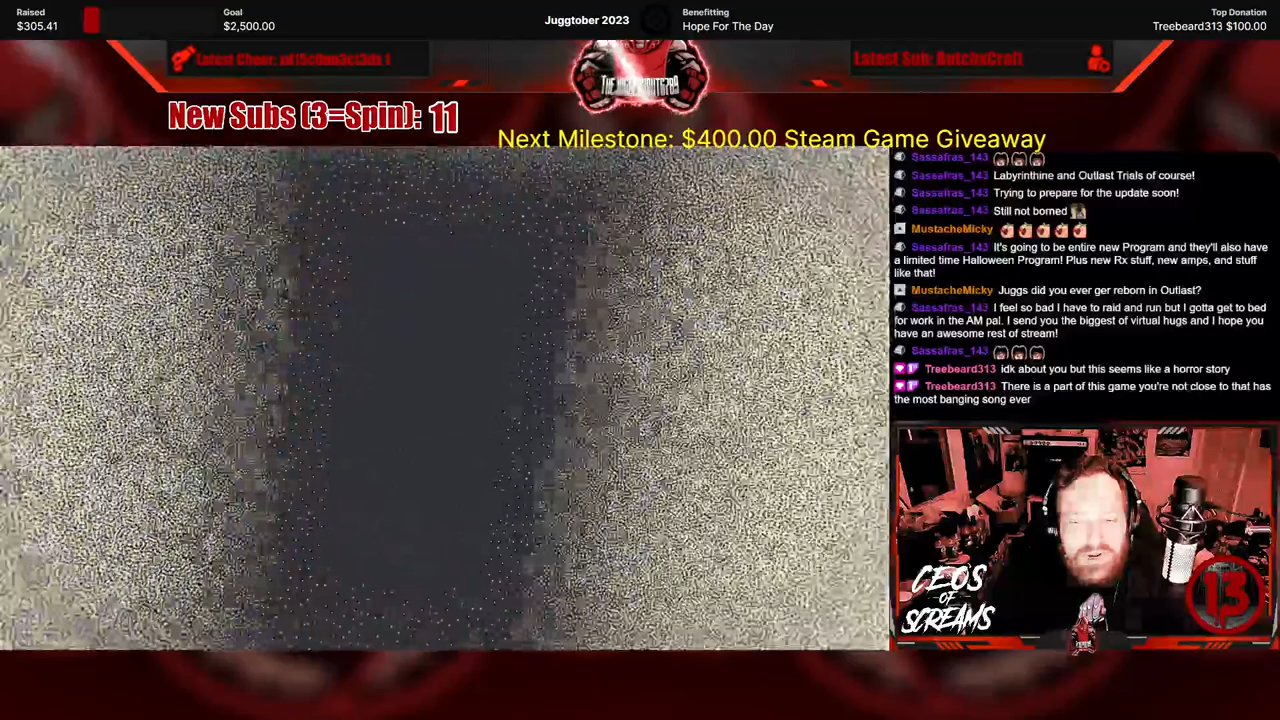 Raised
$305.41
Goal
$2,500.00
Juggtober 2023
Benefitting
Hope For The Day
Top Donation
Treebeard313 $100.00
Latest Cheer:
Latest Sub: ButchxCraft
New Subs (3=Spin): 11
Next Milestone: $400.00 Steam Game Giveaway
Sassafras_143
Sassafras_143 Labyrinthine and Outlast Trials of course!
Sassafras_143 Trying to prepare for the update soon!
Sassafras_143 Still not borned
MustacheMicky
Sassafras_143 It's going to be entire new Program and they'll also have
a limited time Halloween Program! Plus new Rx stuff, new amps, and stuff
like that!
MustacheMicky Juggs did you ever ger reborn in Outlast?
Sassafras_143 I feel so bad I have to raid and run but I gotta get to bed
for work in the AM pal. I send you the biggest of virtual hugs and I hope you
have an awesome rest of stream!
Sassafras_143
Treebeard313 idk about you but this seems like a horror story
Treebeard313 There is a part of this game you're not close to that has
the most banging song ever
CEOS
OF
SCREAMS
13